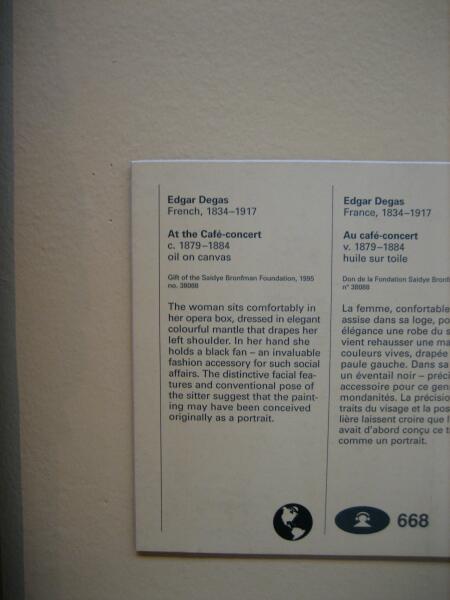 Edgar Degas
French, 1834–1917
At the Café-concert
c. 1879–1884
oil on canvas
Gift of the Saidye Bronfman Foundation, 1995
no. 38088
The woman sits comfortably in
her opera box, dressed in elegant
colourful mantle that drapes her
left shoulder. In her hand she
holds a black fan – an invaluable
fashion accessory for such social
affairs. The distinctive facial fea-
tures and conventional pose of
the sitter suggest that the paint-
ing may have been conceived
originally as a portrait.
Edgar Degas
France, 1834–1917
Au café-concert
v. 1879–1884
huile sur toile
Don de la Fondation Saidye Bronf
n° 38088
La femme, confortable
assise dans sa loge, po
élégance une robe du s
vient rehausser une ma
couleurs vives, drapée
paule gauche. Dans sa
un éventail noir – préci
accessoire pour ce gen
mondanités. La précisio
traits du visage et la pos
lière laissent croire que l
avait d'abord conçu ce t
comme un portrait.
668